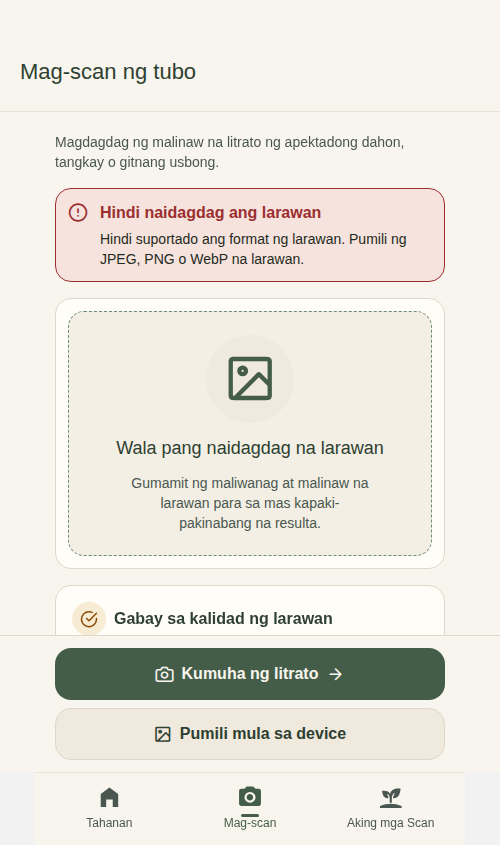 Mag-scan ng tubo
Magdagdag ng malinaw na litrato ng apektadong dahon,
tangkay o gitnang usbong.
Hindi naidagdag ang larawan
Hindi suportado ang format ng larawan. Pumili ng
JPEG, PNG o WebP na larawan.
Wala pang naidagdag na larawan
Gumamit ng maliwanag at malinaw na
larawan para sa mas kapaki-
pakinabang na resulta.
Gabay sa kalidad ng larawan
Kumuha ng litrato
Pumili mula sa device
Tahanan
Mag-scan
Aking mga Scan